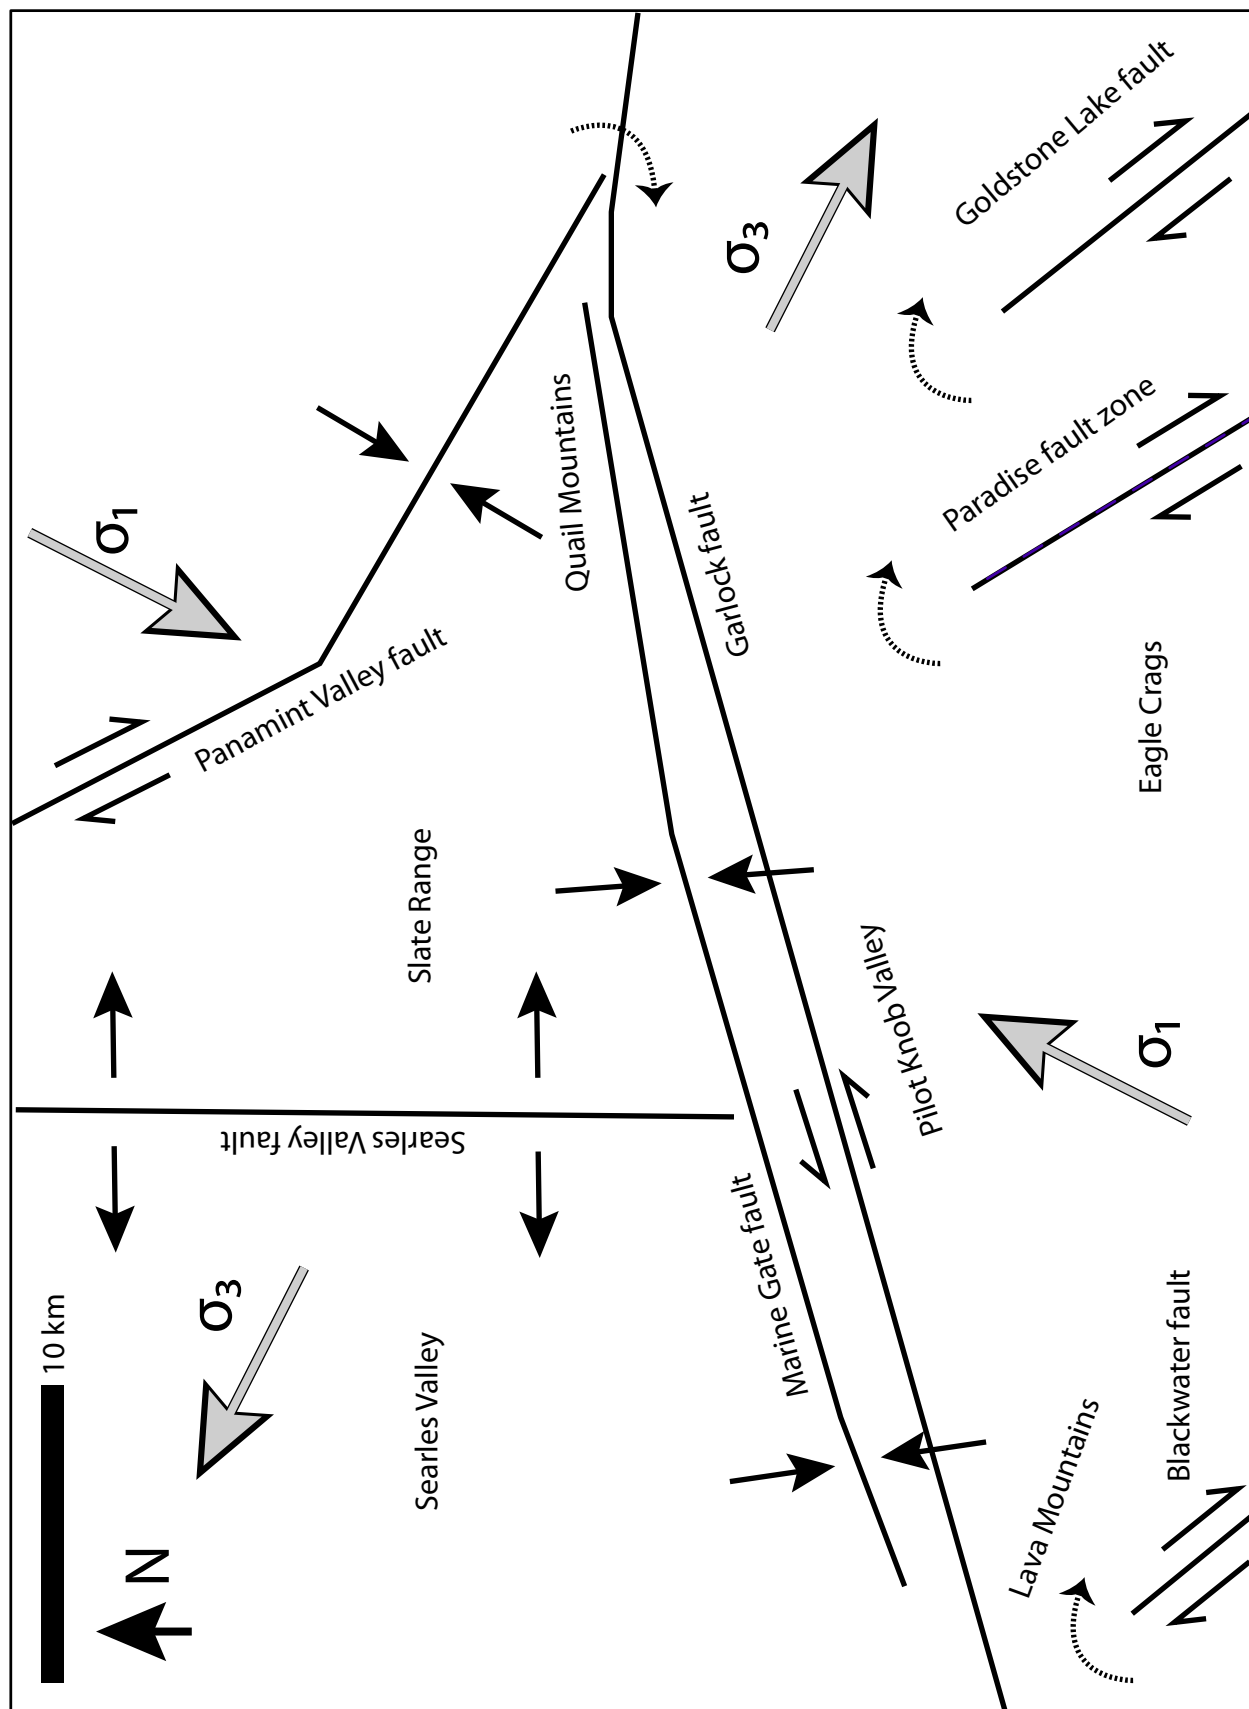 10 km
N
σ1
σ3
Searles Valley fault
Panamint Valley fault
Searles Valley
Slate Range
Quail Mountains
Garlock fault
σ3
Marine Gate fault
Pilot Knob Valley
Paradise fault zone
Goldstone Lake fault
Lava Mountains
Eagle Crags
σ1
Blackwater fault